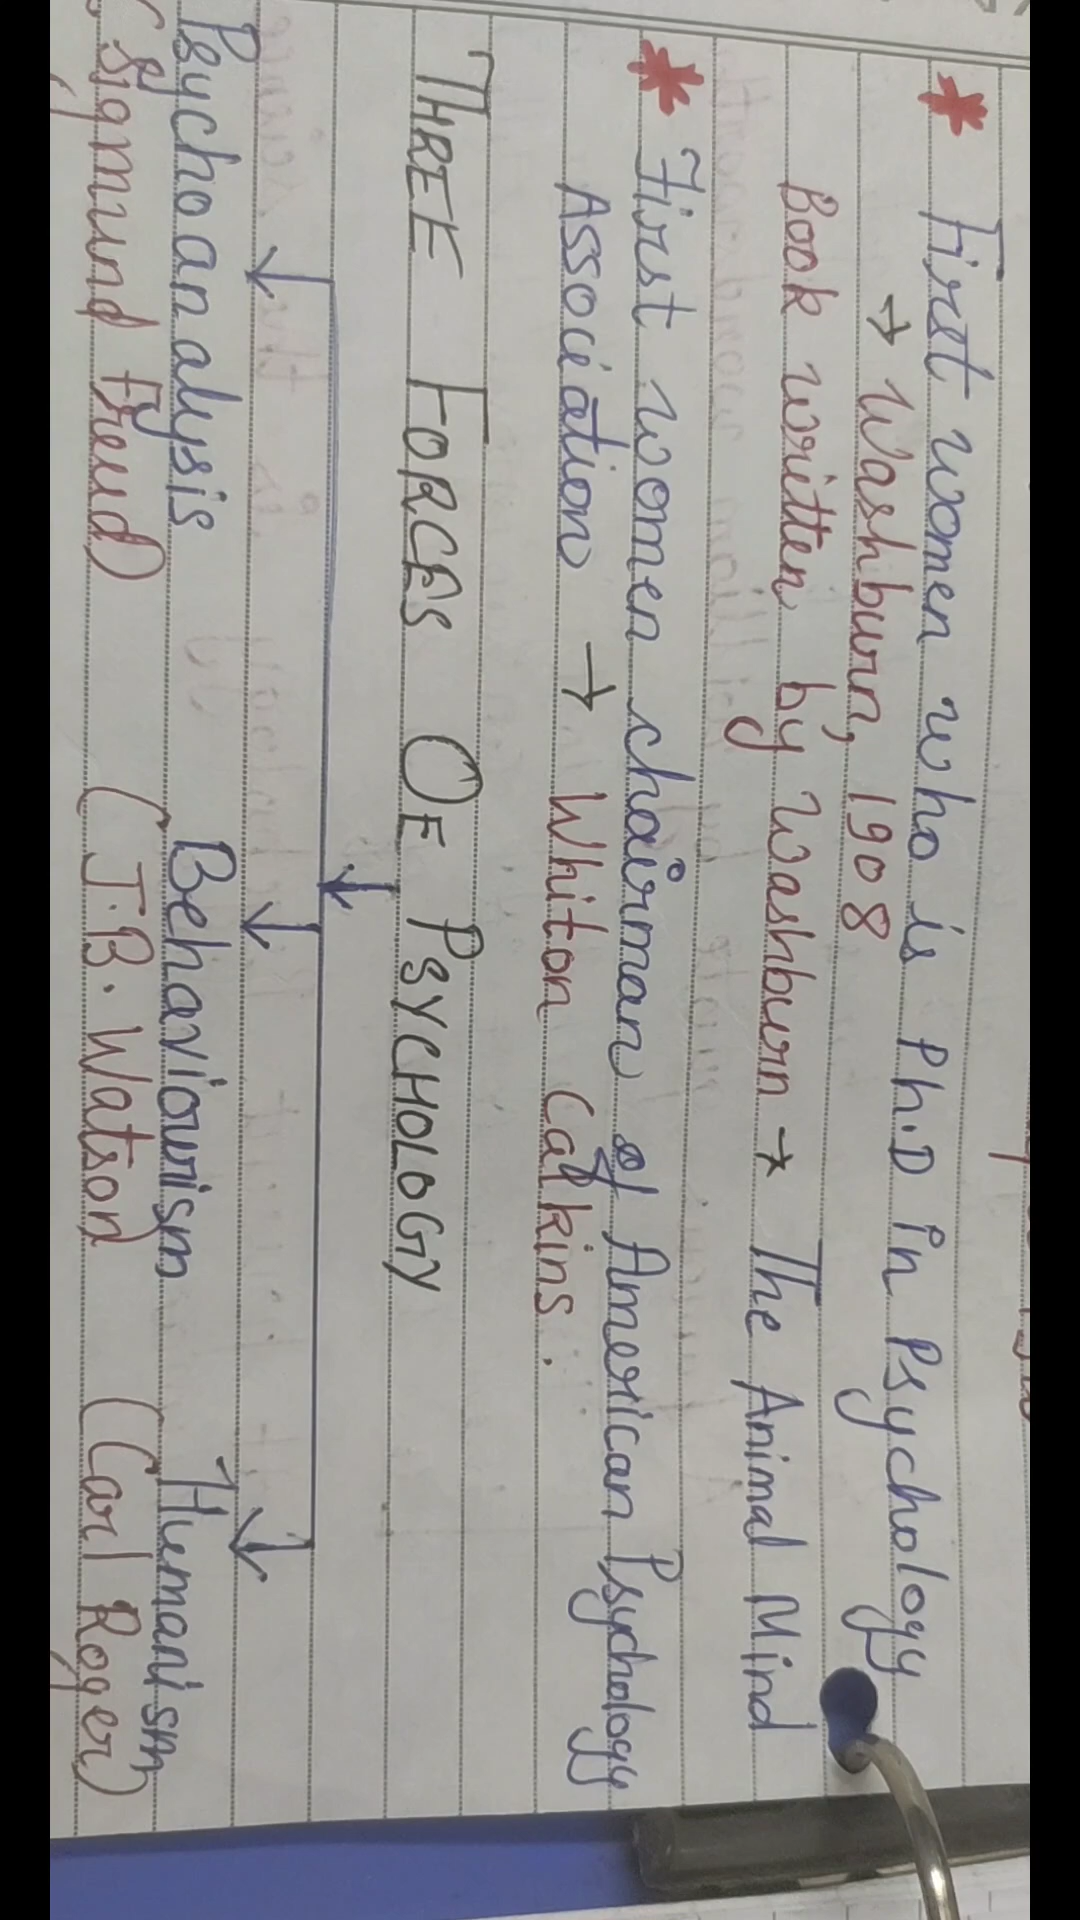 * First women who is Ph.D in Psychology
→ Washburn, 1908
Book written by Washburn → The Animal Mind
* First women chairman of American Psychology
Association → Whiton Calkins.
THREE FORCES OF PSYCHOLOGY
Psychoanalysis Behaviourism Humanism
(Sigmund Freud) (J.B. Watson) (Carl Roger)